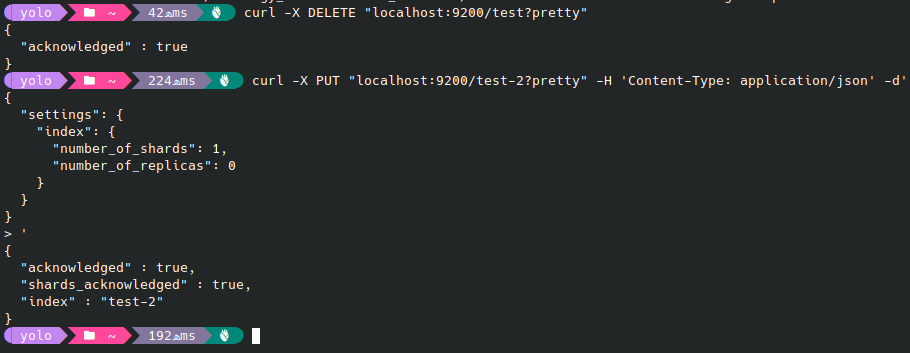 yolo ~ 42ms curl -X DELETE "localhost:9200/test?pretty"
{
  "acknowledged" : true
}
yolo ~ 224ms curl -X PUT "localhost:9200/test-2?pretty" -H 'Content-Type: application/json' -d'
{
  "settings": {
    "index": {
      "number_of_shards": 1,
      "number_of_replicas": 0
    }
  }
}
> '
{
  "acknowledged" : true,
  "shards_acknowledged" : true,
  "index" : "test-2"
}
yolo ~ 192ms